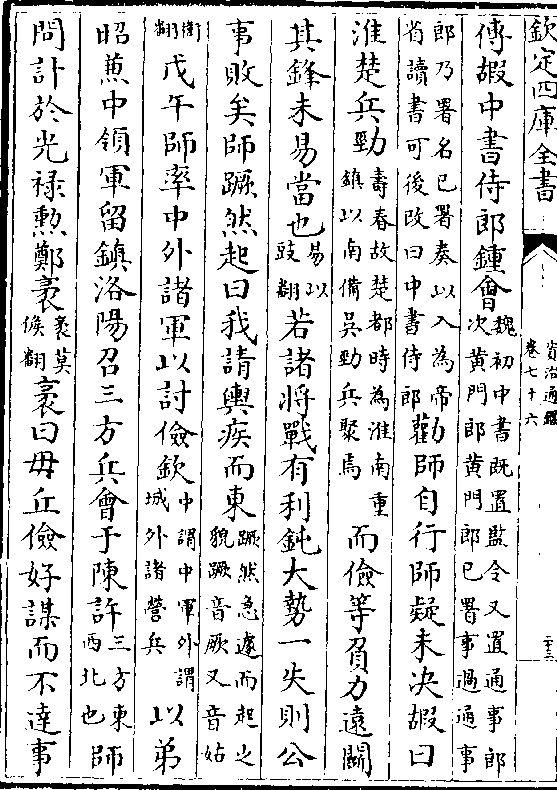 欽定四庫全書
資治通鑑
卷七十六
二十三
傅嘏中書侍郎鍾會魏初中書既置監令又置通事郎
次黄門郎黄門郎已署事過通事
郎乃署名已署奏以入為帝
省讀書可後改曰中書侍郎勸師自行師疑未決嘏曰
淮楚兵勁壽春故楚都時為淮南重
鎮以南備吳勁兵聚焉而儉等負力遠鬭
其鋒未易當也易以
豉翻若諸將戰有利鈍大勢一失則公
事敗矣師蹶然起曰我請輿疾而東蹶然急遽而起之
貌蹶音厥又音姑
衛翻戊午師率中外諸軍以討儉欽中謂中軍外謂
城外諸營兵以弟
昭兼中領軍留鎮洛陽召三方兵會于陳許三方東
西北也師
問計於光禄勲鄭袤袤莫
侯翻袤曰毋丘儉好謀而不達事